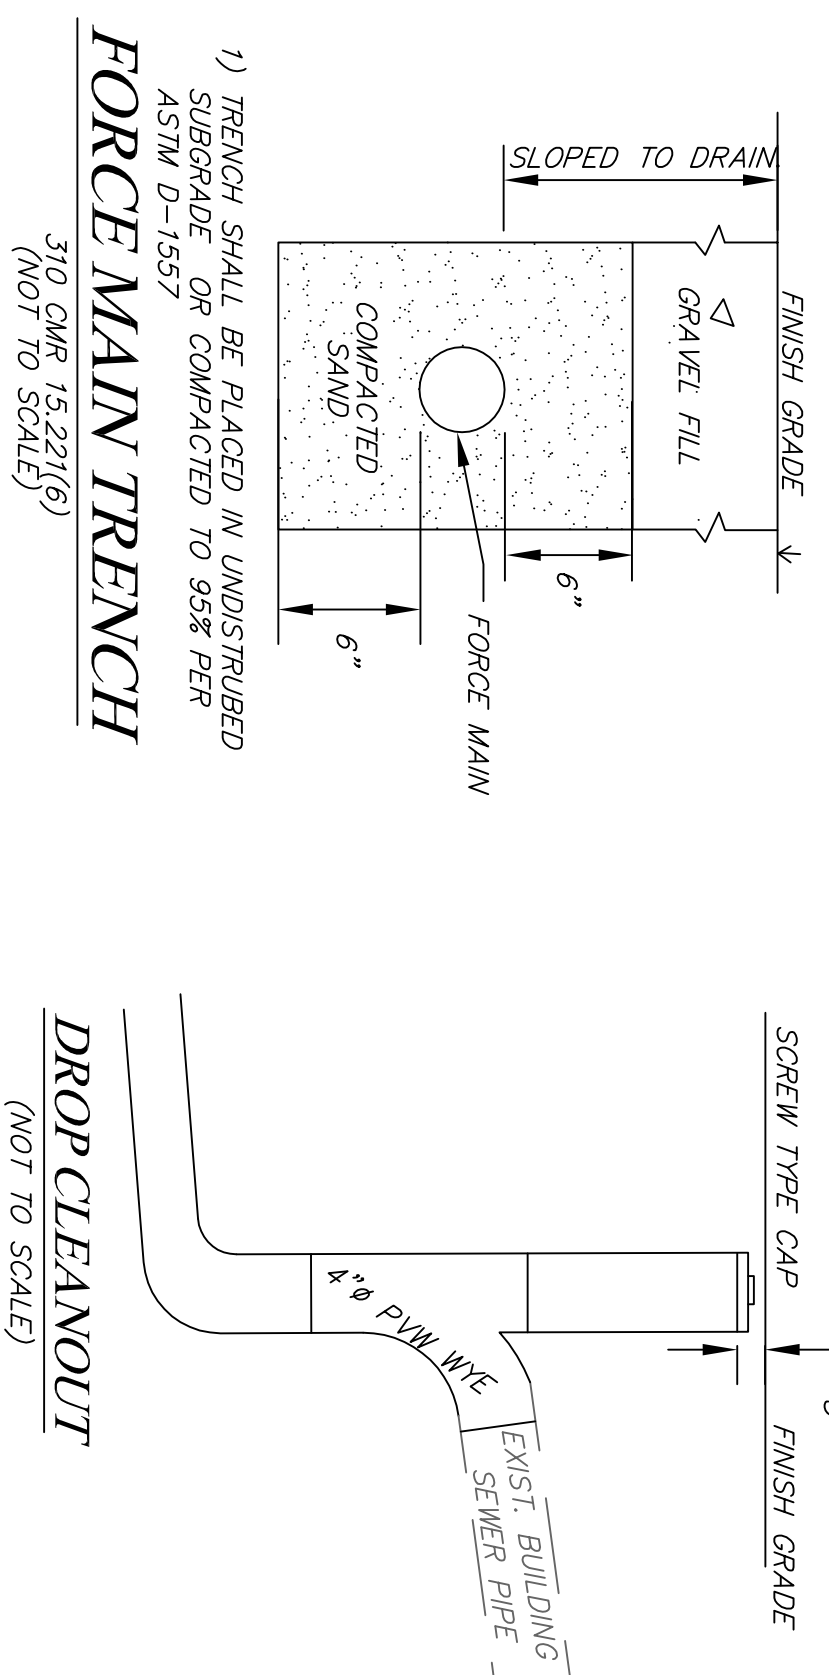 FINISH GRADE
SLOPED TO DRAIN
GRAVEL FILL
6"
FORCE MAIN
COMPACTED
SAND
6"
1) TRENCH SHALL BE PLACED IN UNDISTRUBED
SUBGRADE OR COMPACTED TO 95% PER
ASTM D-1557
FORCE MAIN TRENCH
310 CMR 15.221(6)
(NOT TO SCALE)
SCREW TYPE CAP
FINISH GRADE
4"Ø PVW WYE
EXIST. BUILDING
SEWER PIPE
DROP CLEANOUT
(NOT TO SCALE)